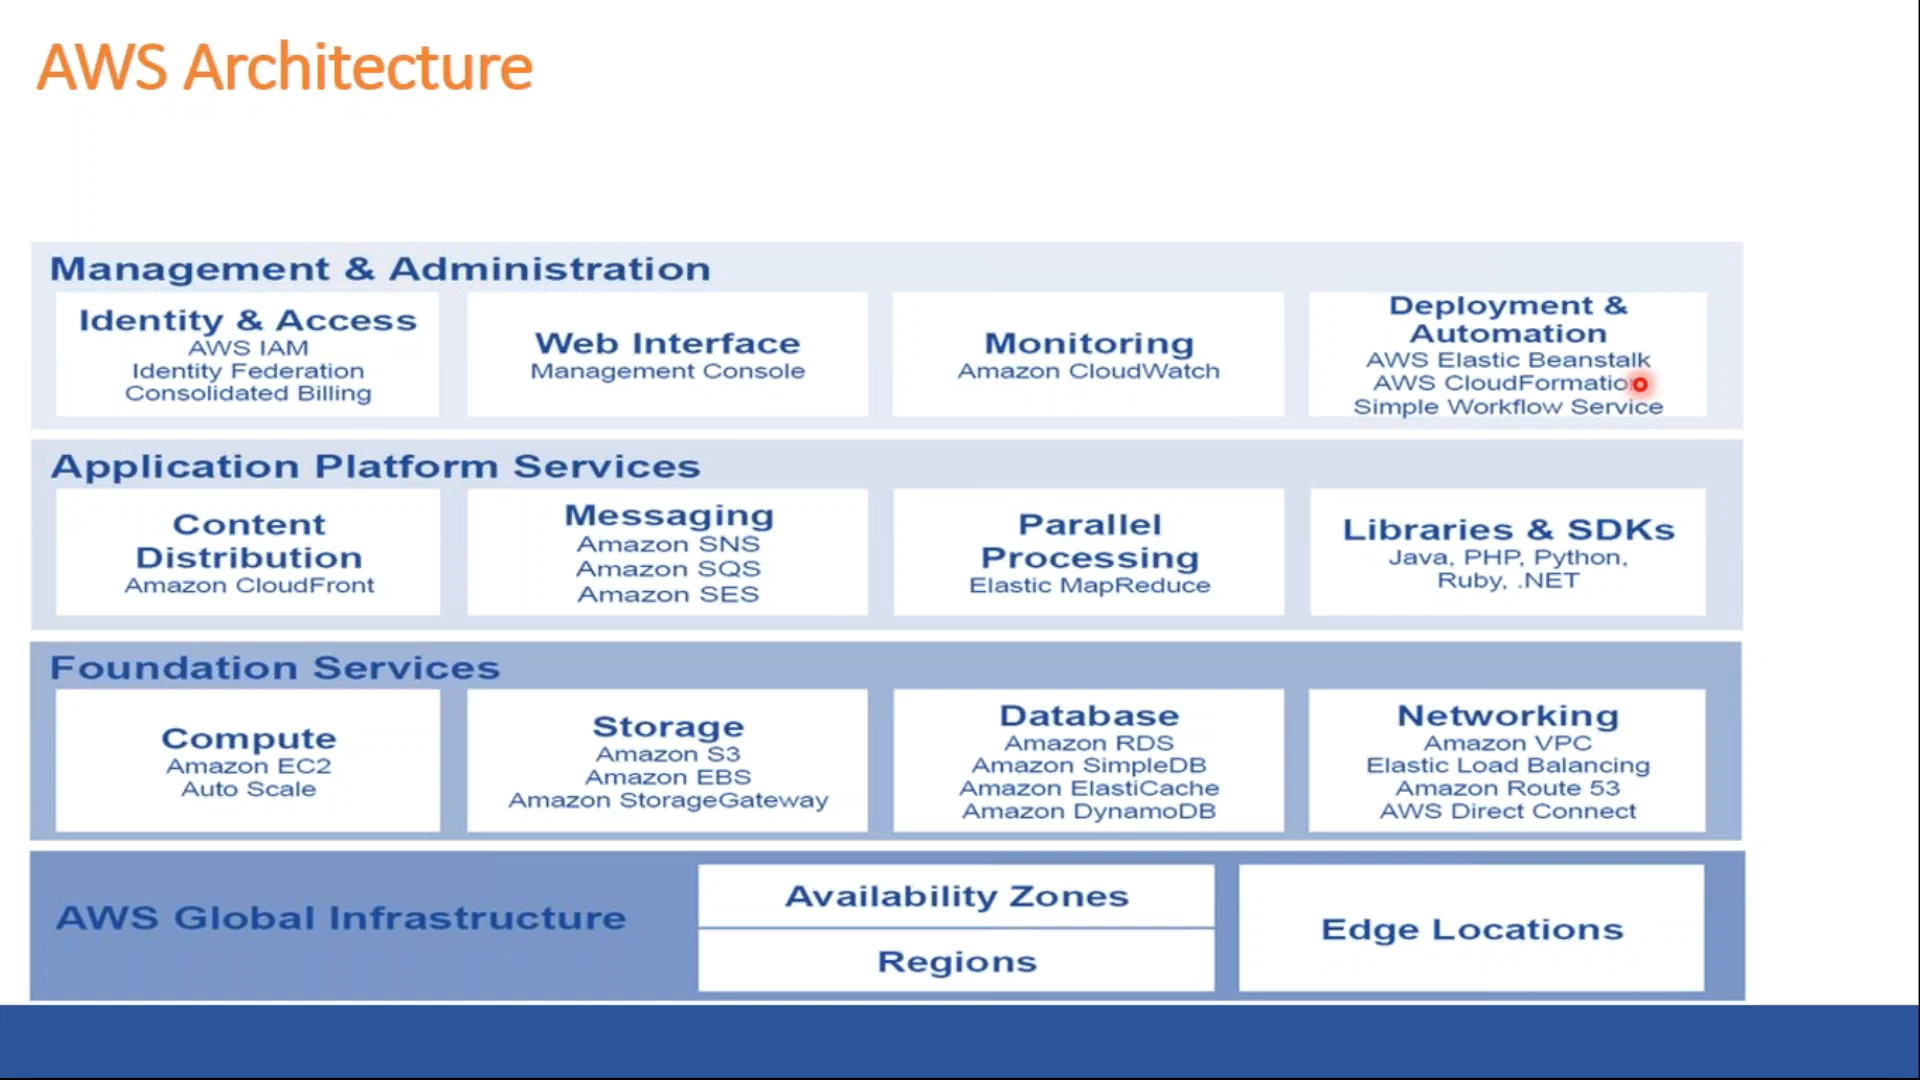 AWS Architecture
Management & Administration
Identity & Access
AWS IAM
Identity Federation
Consolidated Billing
Web Interface
Management Console
Monitoring
Amazon CloudWatch
Deployment &
Automation
AWS Elastic Beanstalk
AWS CloudFormation
Simple Workflow Service
Application Platform Services
Content
Distribution
Amazon CloudFront
Messaging
Amazon SNS
Amazon SQS
Amazon SES
Parallel
Processing
Elastic MapReduce
Libraries & SDKs
Java, PHP, Python,
Ruby, .NET
Foundation Services
Compute
Amazon EC2
Auto Scale
Storage
Amazon S3
Amazon EBS
Amazon StorageGateway
Database
Amazon RDS
Amazon SimpleDB
Amazon ElastiCache
Amazon DynamoDB
Networking
Amazon VPC
Elastic Load Balancing
Amazon Route 53
AWS Direct Connect
AWS Global Infrastructure
Availability Zones
Regions
Edge Locations